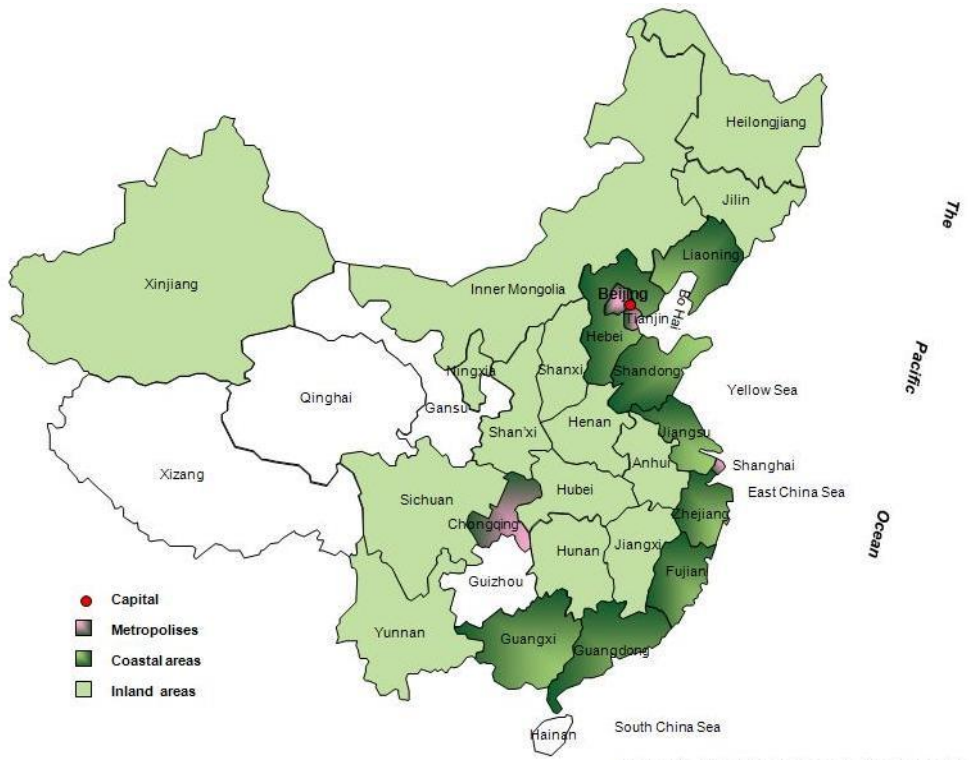 Heilongjiang
Jilin
The
Liaoning
Xinjiang
Inner Mongolia
Beijing
Bo Hai
Tianjin
Hebei
Pacific
Ningxia
Shanxi
Shandong
Yellow Sea
Qinghai
Gansu
Henan
Shan'xi
Jiangsu
Anhui
Shanghai
Xizang
Sichuan
Hubei
East China Sea
Chongqing
Zhejiang
Ocean
Hunan
Jiangxi
Fujian
Guizhou
Capital
Metropolises
Yunnan
Guangxi
Guangdong
Coastal areas
Inland areas
South China Sea
Hainan